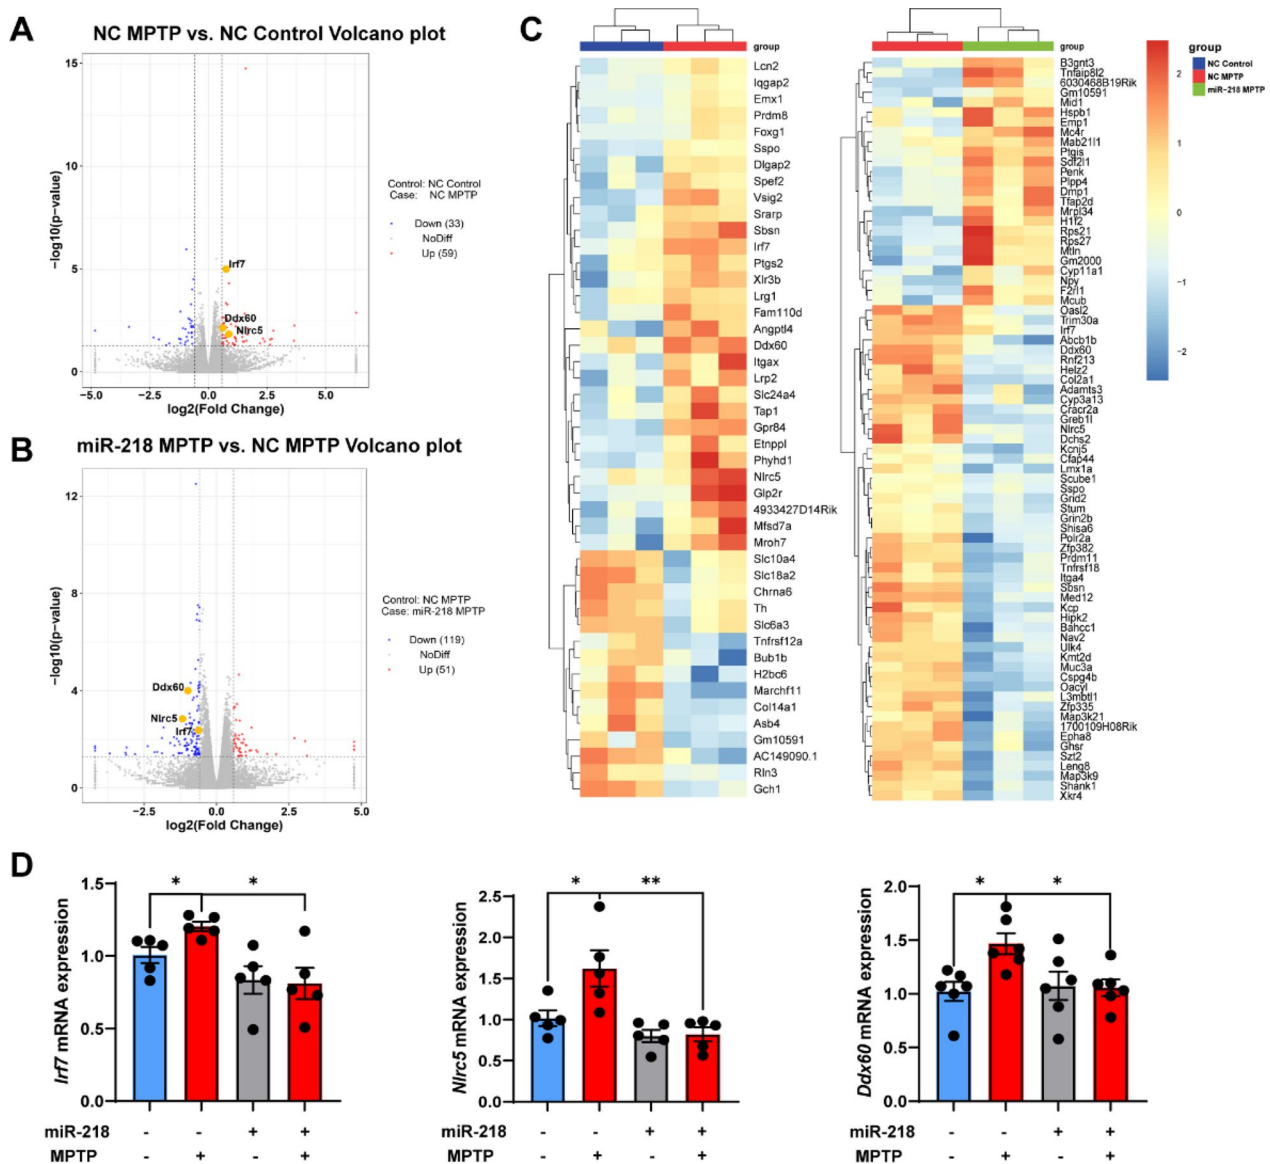 A
NC MPTP vs. NC Control Volcano plot
15
10
5
0
−log10(p−value)
Irf7
Ddx60
Nlrc5
−5.0
−2.5
0.0
2.5
5.0
log2(Fold Change)
Control: NC Control
Case: NC MPTP
Down (33)
NoDiff
Up (59)
B
miR-218 MPTP vs. NC MPTP Volcano plot
12
8
4
0
−log10(p−value)
Ddx60
Nlrc5
Irf7
−2.5
0.0
2.5
5.0
log2(Fold Change)
Control: NC MPTP
Case: miR-218 MPTP
Down (119)
NoDiff
Up (51)
C
group
Lcn2
Iqgap2
Emx1
Prdm8
Foxg1
Sspo
Dlgap2
Spef2
Vsig2
Srarp
Sbsn
Irf7
Ptgs2
Xlr3b
Lrg1
Fam110d
Angptl4
Ddx60
Itgax
Lrp2
Slc24a4
Tap1
Gpr84
Etnppl
Phyhd1
Nlrc5
Glp2r
4933427D14Rik
Mfsd7a
Mroh7
Slc10a4
Slc18a2
Chrna6
Th
Slc6a3
Tnfrsf12a
Bub1b
H2bc6
Marchf11
Col14a1
Asb4
Gm10591
AC149090.1
Rln3
Gch1
group
B3gnt3
Tnfaip8l2
6030468B19Rik
Gm10591
Mid1
Hspb1
Emp1
Mc4r
Mab21l1
Ptgis
Sdf2l1
Penk
Plpp4
Dmp1
Tfap2d
Mrpl34
H1f2
Rps21
Rps27
Mtln
Gm2000
Cyp11a1
Npy
F2rl1
Mcub
Oasl2
Trim30a
Irf7
Abcb1b
Ddx60
Rnf213
Helz2
Col2a1
Adamts3
Cyp3a13
Cracr2a
Greb1l
Nlrc5
Dchs2
Kcnj5
Cfap44
Lmx1a
Scube1
Sspo
Grid2
Stum
Grin2b
Shisa6
Polr2a
Zfp382
Prdm11
Tnfrsf18
Itga4
Sbsn
Med12
Kcp
Hipk2
Bahcc1
Nav2
Ulk4
Kmt2d
Muc3a
Cspg4b
Oacyl
L3mbtl1
Zfp335
Map3k21
1700109H08Rik
Epha8
Ghsr
Szt2
Leng8
Map3k9
Shank1
Xkr4
2
1
0
−1
−2
group
NC Control
NC MPTP
miR−218 MPTP
D
Irf7 mRNA expression
1.5
1.0
0.5
0.0
*
*
miR-218 - - + +
MPTP - + - +
Nlrc5 mRNA expression
2.5
2.0
1.5
1.0
0.5
0.0
*
**
miR-218 - - + +
MPTP - + - +
Ddx60 mRNA expression
2.0
1.5
1.0
0.5
0.0
*
*
miR-218 - - + +
MPTP - + - +